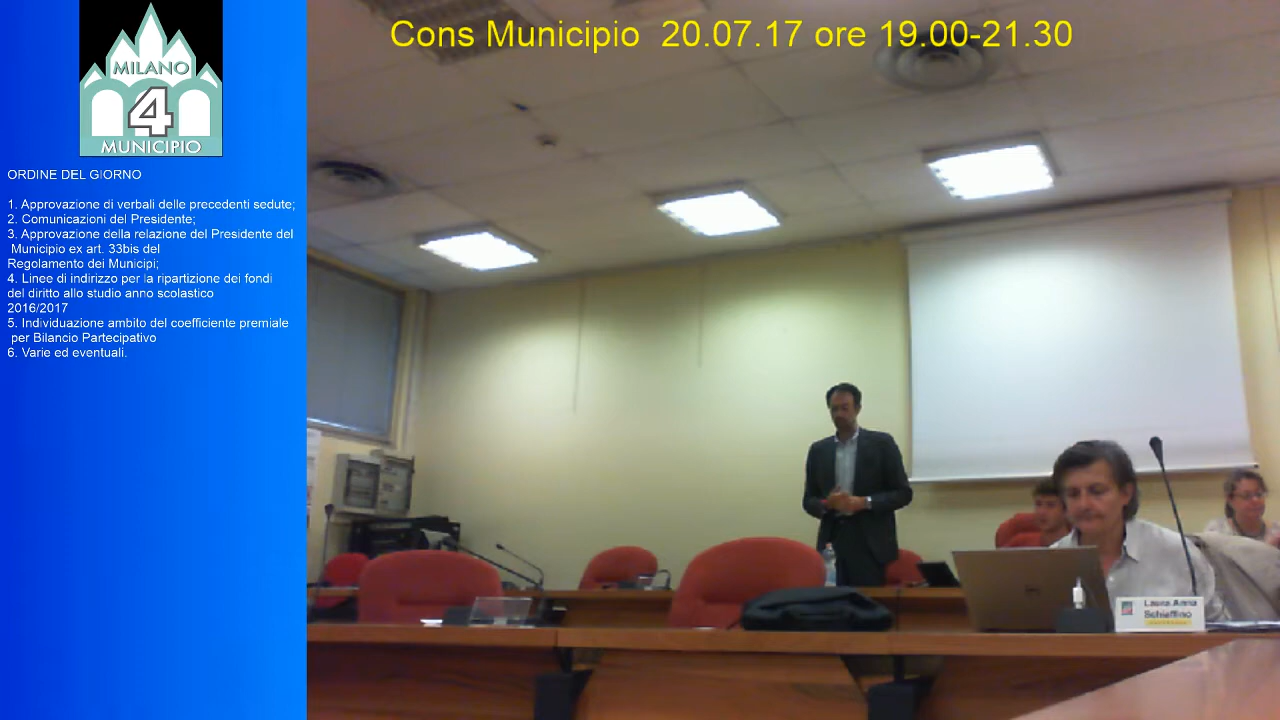 Cons Municipio 20.07.17 ore 19.00-21.30
MILANO
4
MUNICIPIO
ORDINE DEL GIORNO
1. Approvazione di verbali delle precedenti sedute;
2. Comunicazioni del Presidente;
3. Approvazione della relazione del Presidente del
Municipio ex art. 33bis del
Regolamento dei Municipi;
4. Linee di indirizzo per la ripartizione dei fondi
del diritto allo studio anno scolastico
2016/2017
5. Individuazione ambito del coefficiente premiale
per Bilancio Partecipativo
6. Varie ed eventuali.
Laura Anna
Schiaffino